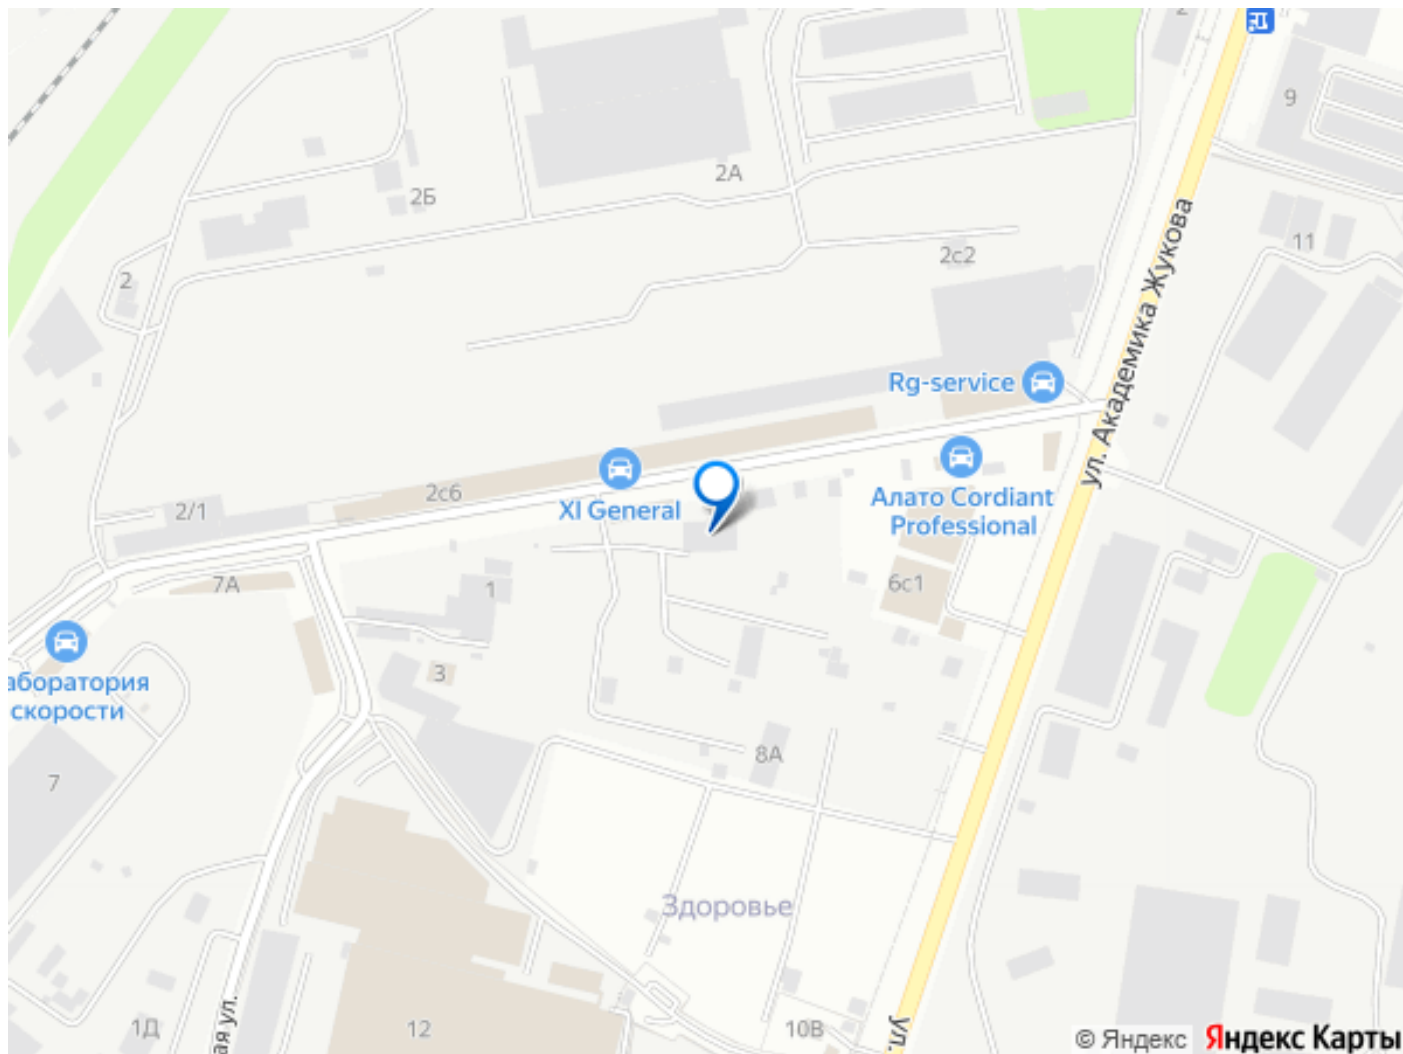 2
9
2А
2Б
ул. Академика Жукова
11
2
2с2
Rg-service
2с6
2/1
XI General
Алато Cordiant
Professional
7А
1
6с1
3
аборатория
скорости
8А
7
Здоровье
1Д
ая ул.
12
10В
ул.
© Яндекс
Яндекс Карты